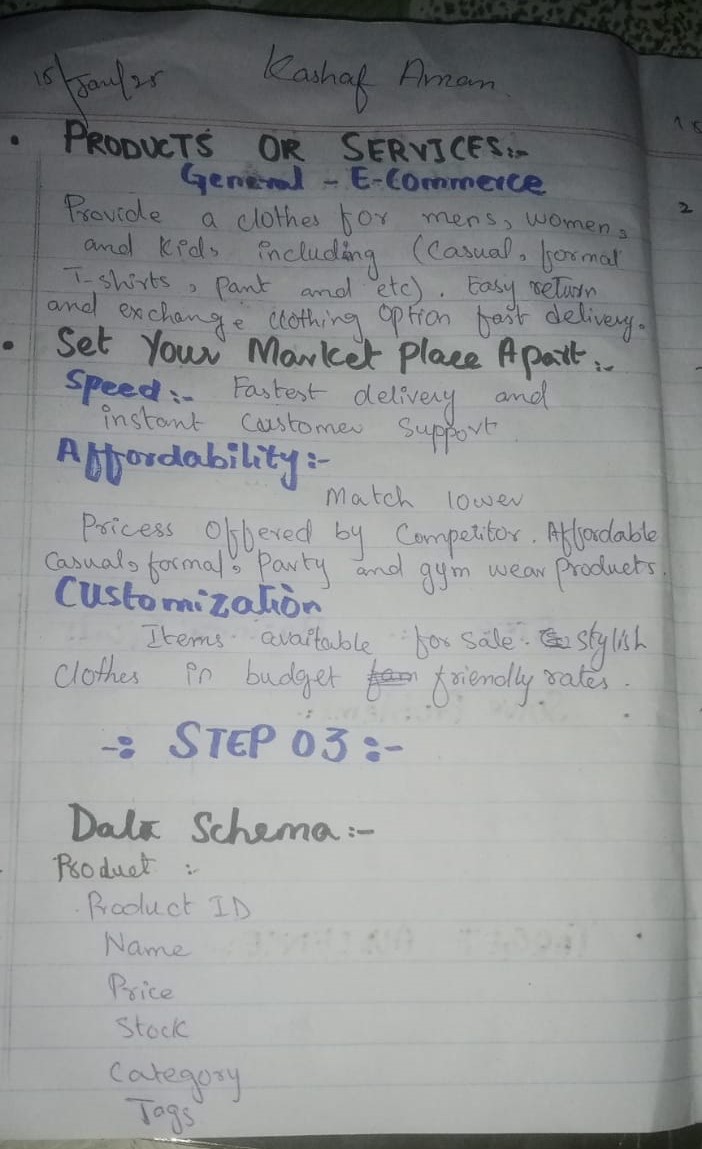 15/Jan/25 Kashaf Aman
• PRODUCTS OR SERVICES:-
General - E-Commerce
Provide a clothes for mens, women,
and kids including (Casual, formal
T-shirts, pant and etc). Easy return
and exchange clothing option fast delivery.
• Set Your Market Place Apart:-
Speed:- Fastest delivery and
instant Customer Support
Affordability:-
Match lower
Pricess Offered by Competitor. Affordable
Casual, formal, Party and gym wear Products.
Customization
Items available for Sale. stylish
Clothes in budget friendly rates.
-: STEP 03 :-
Data Schema:-
Product :-
Product ID
Name
Price
Stock
Category
Tags
2